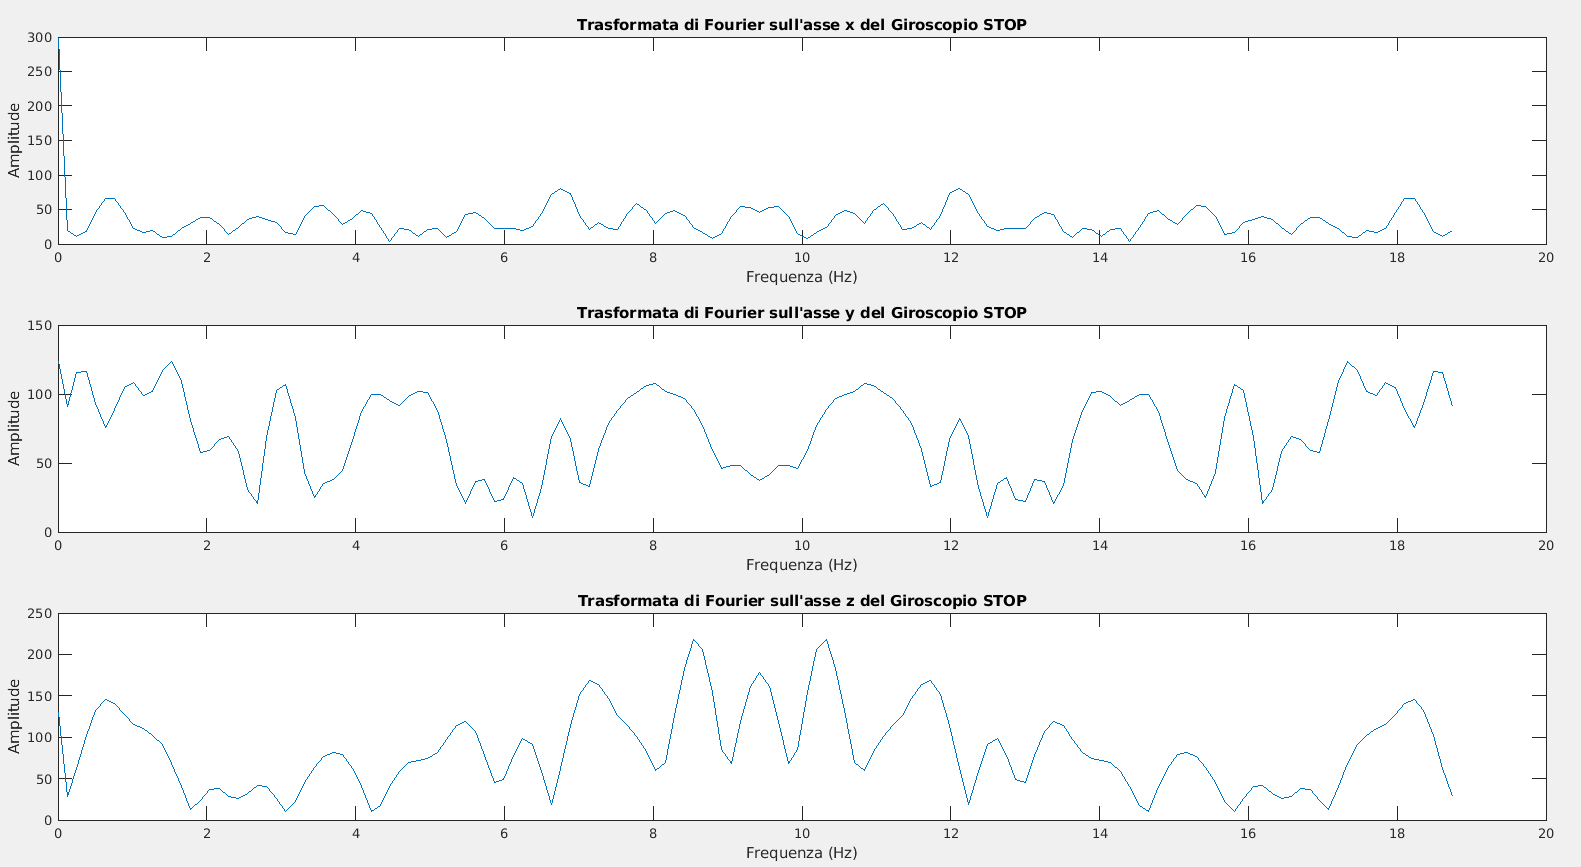 Trasformata di Fourier sull'asse x del Giroscopio STOP
300
250
200
150
100
50
0
Amplitude
0 2 4 6 8 10 12 14 16 18 20
Frequenza (Hz)
Trasformata di Fourier sull'asse y del Giroscopio STOP
150
100
50
0
Amplitude
0 2 4 6 8 10 12 14 16 18 20
Frequenza (Hz)
Trasformata di Fourier sull'asse z del Giroscopio STOP
250
200
150
100
50
0
Amplitude
0 2 4 6 8 10 12 14 16 18 20
Frequenza (Hz)